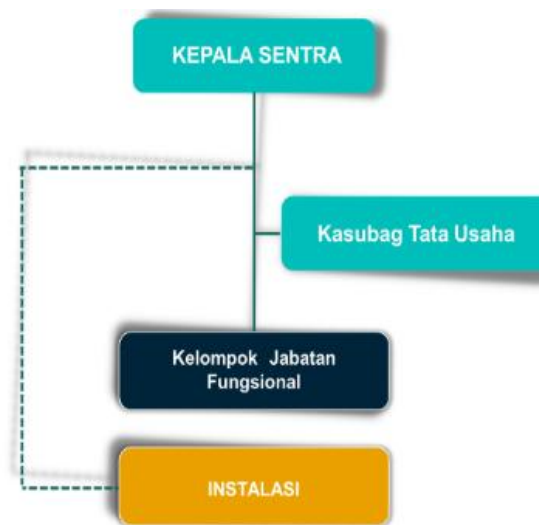 KEPALA SENTRA
Kasubag Tata Usaha
Kelompok Jabatan
Fungsional
INSTALASI